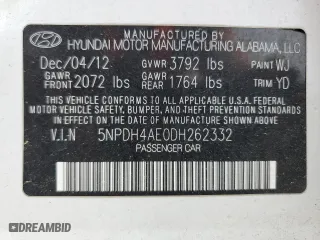 MANUFACTURED BY
HYUNDAI MOTOR MANUFACTURING ALABAMA, LLC
Dec/04/12 GVWR 3792 lbs PAINT WJ
GAWR FRONT 2072 lbs GAWR REAR 1764 lbs TRIM YD
THIS VEHICLE CONFORMS TO ALL APPLICABLE U.S. FEDERAL
MOTOR VEHICLE SAFETY, BUMPER, AND THEFT PREVENTION
STANDARDS IN EFFECT ON THE DATE OF MANUFACTURE
SHOWN ABOVE.
V.I.N 5NPDH4AE0DH262332
PASSENGER CAR
© DEALERSHIP